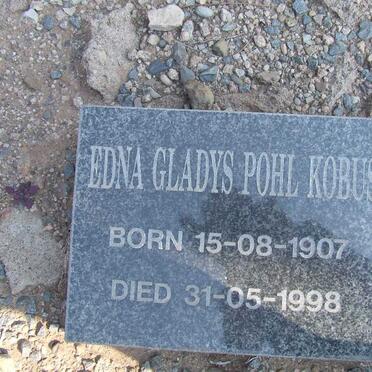 EDNA GLADYS POHL KOBUS
BORN 15-08-1907
DIED 31-05-1998